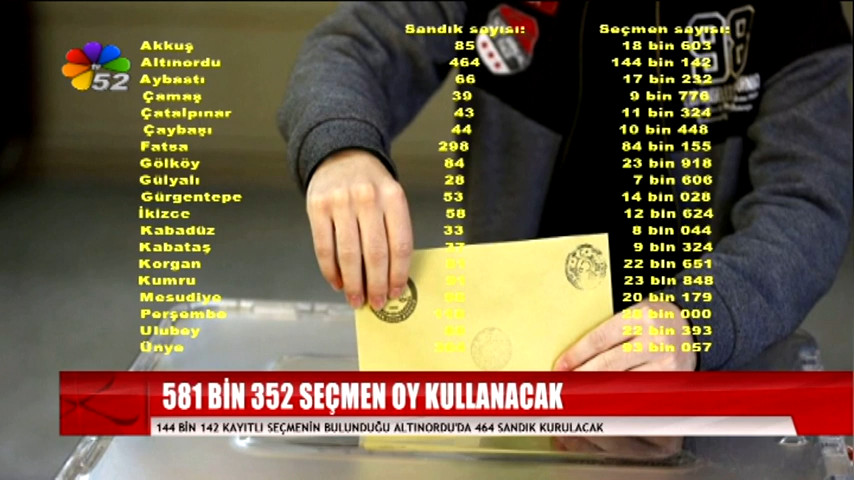 Sandık sayısı: Seçmen sayısı:
Akkuş 85 18 bin 603
Altınordu 464 144 bin 142
Aybastı 66 17 bin 232
Çamaş 39 9 bin 776
Çatalpınar 43 11 bin 324
Çaybaşı 44 10 bin 448
Fatsa 298 84 bin 155
Gölköy 84 23 bin 918
Gülyalı 28 7 bin 606
Gürgentepe 53 14 bin 028
İkizce 58 12 bin 624
Kabadüz 33 8 bin 044
Kabataş 9 bin 324
Korgan 22 bin 651
Kumru 23 bin 848
Mesudiye 20 bin 179
Perşembe bin 000
Ulubey 22 bin 393
Ünye 93 bin 057
52
581 BİN 352 SEÇMEN OY KULLANACAK
144 BİN 142 KAYITLI SEÇMENİN BULUNDUĞU ALTINORDU'DA 464 SANDIK KURULACAK